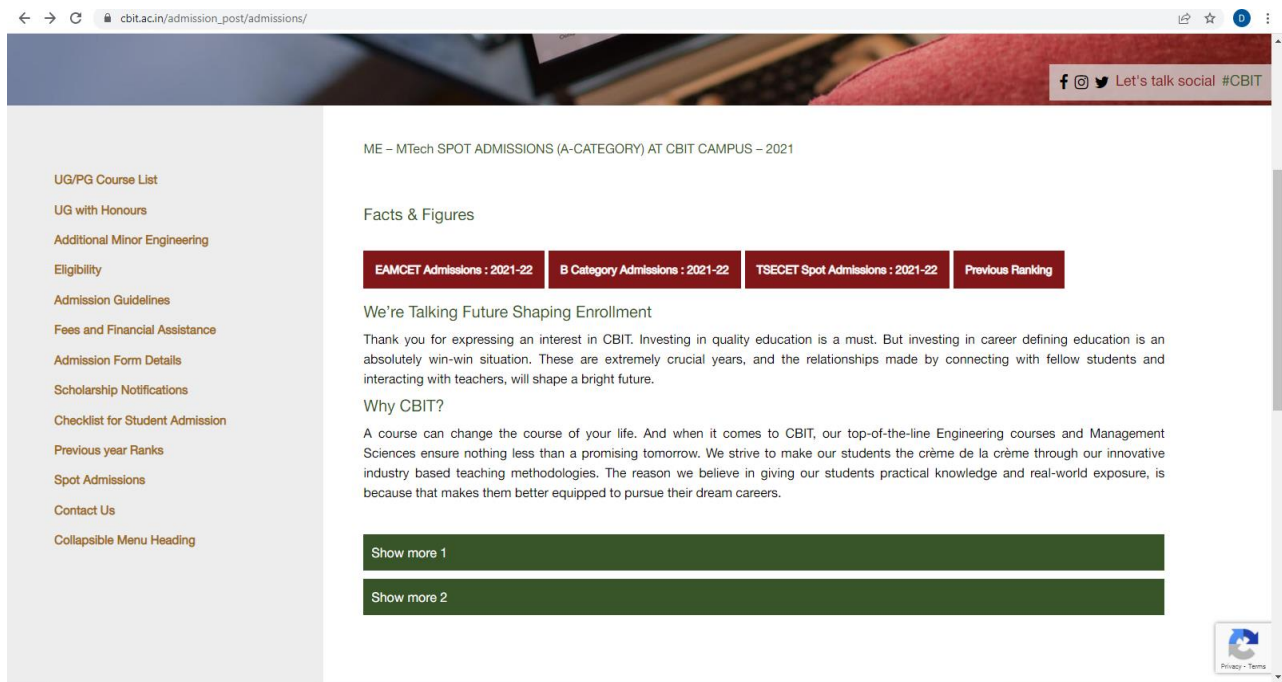 cbit.ac.in/admission_post/admissions/
D
Let's talk social #CBIT
UG/PG Course List
UG with Honours
Additional Minor Engineering
Eligibility
Admission Guidelines
Fees and Financial Assistance
Admission Form Details
Scholarship Notifications
Checklist for Student Admission
Previous year Ranks
Spot Admissions
Contact Us
Collapsible Menu Heading
ME – MTech SPOT ADMISSIONS (A-CATEGORY) AT CBIT CAMPUS – 2021
Facts & Figures
EAMCET Admissions : 2021-22
B Category Admissions : 2021-22
TSECET Spot Admissions : 2021-22
Previous Ranking
We're Talking Future Shaping Enrollment
Thank you for expressing an interest in CBIT. Investing in quality education is a must. But investing in career defining education is an
absolutely win-win situation. These are extremely crucial years, and the relationships made by connecting with fellow students and
interacting with teachers, will shape a bright future.
Why CBIT?
A course can change the course of your life. And when it comes to CBIT, our top-of-the-line Engineering courses and Management
Sciences ensure nothing less than a promising tomorrow. We strive to make our students the crème de la crème through our innovative
industry based teaching methodologies. The reason we believe in giving our students practical knowledge and real-world exposure, is
because that makes them better equipped to pursue their dream careers.
Show more 1
Show more 2
Privacy - Terms